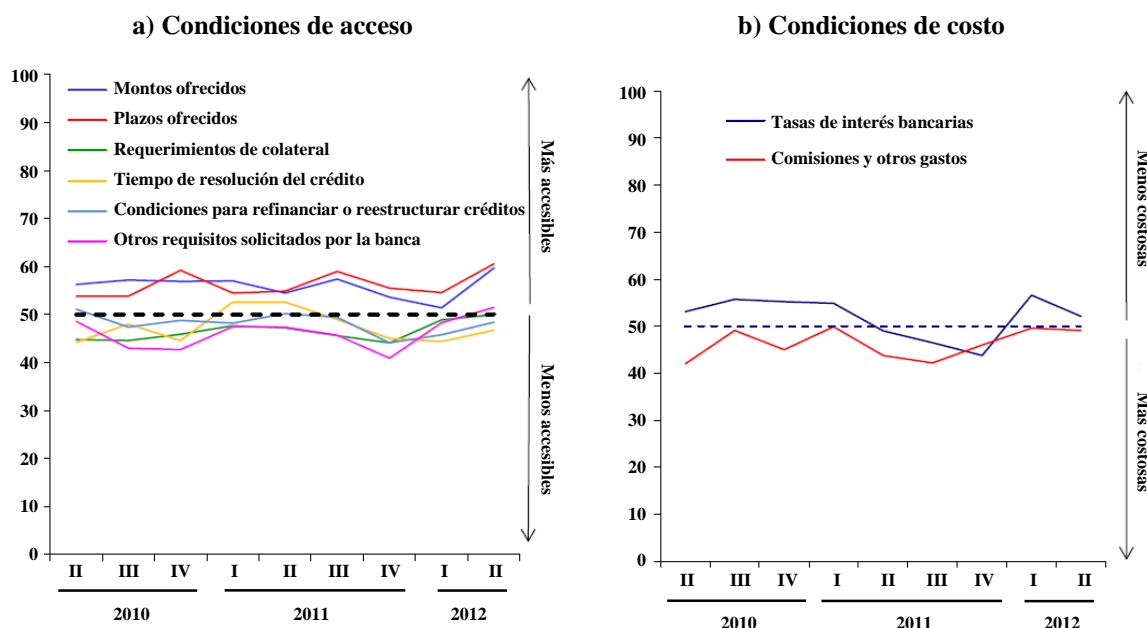 a) Condiciones de acceso
100
90
80
70
60
50
40
30
20
10
0
Montos ofrecidos
Plazos ofrecidos
Requerimientos de colateral
Tiempo de resolución del crédito
Condiciones para refinanciar o reestructurar créditos
Otros requisitos solicitados por la banca
Más accesibles
Menos accesibles
II III IV I II III IV I II
2010 2011 2012
b) Condiciones de costo
100
90
80
70
60
50
40
30
20
10
0
Tasas de interés bancarias
Comisiones y otros gastos
Menos costosas
Mas costosas
II III IV I II III IV I II
2010 2011 2012